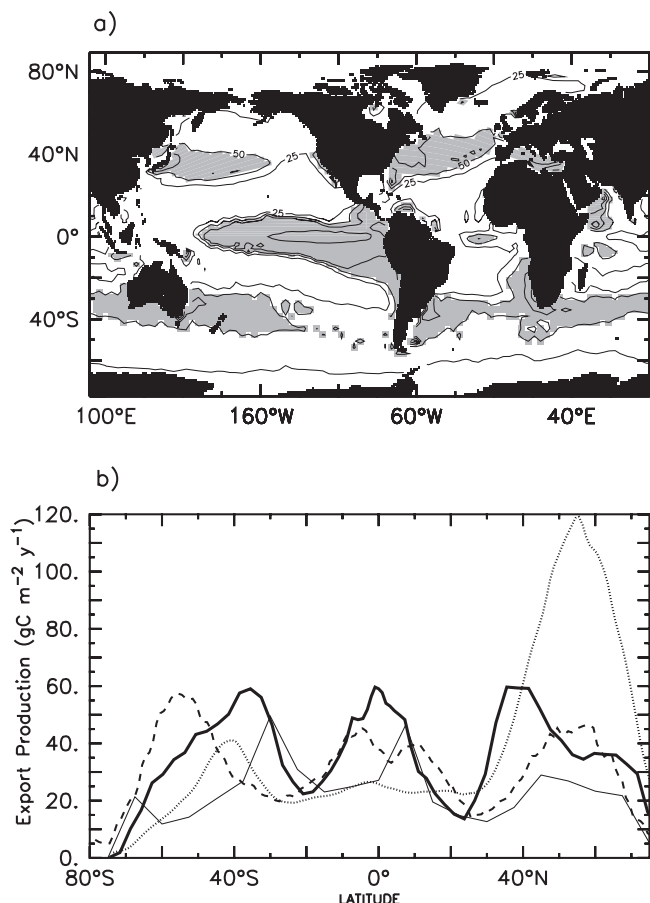 a)
80°N
40°N
0°
40°S
25
50
25
50
25
25
100°E 160°W 60°W 40°E
b)
Export Production (gC m⁻² y⁻¹)
120.
100.
80.
60.
40.
20.
0.
80°S 40°S 0° 40°N
LATITUDE